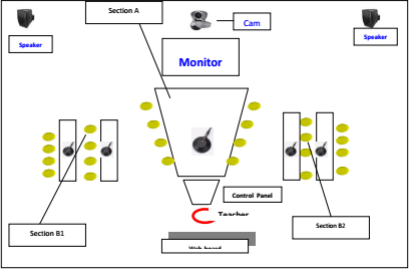 Section A
Cam
Speaker
Speaker
Monitor
Control Panel
Teacher
Section B1
Section B2